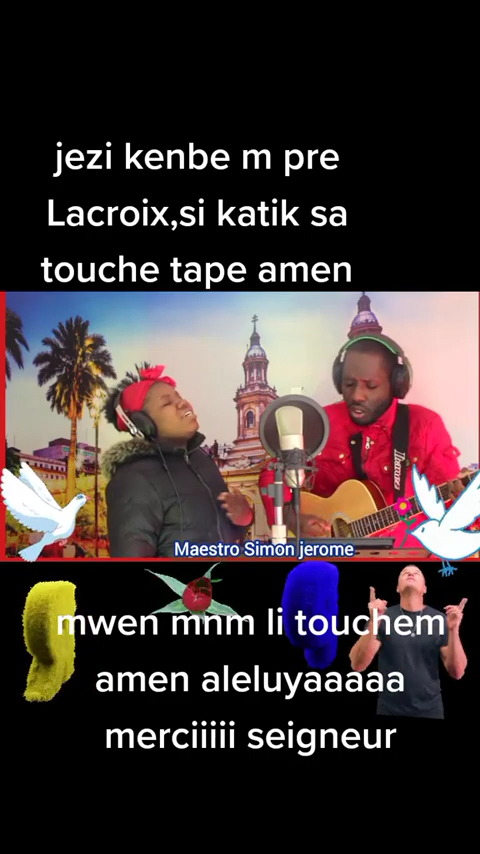 jezi kenbe m pre
Lacroix,si katik sa
touche tape amen
Maestro Simon jerome
mwen mnm li touchem
amen aleluyaaaaa
merciiiii seigneur